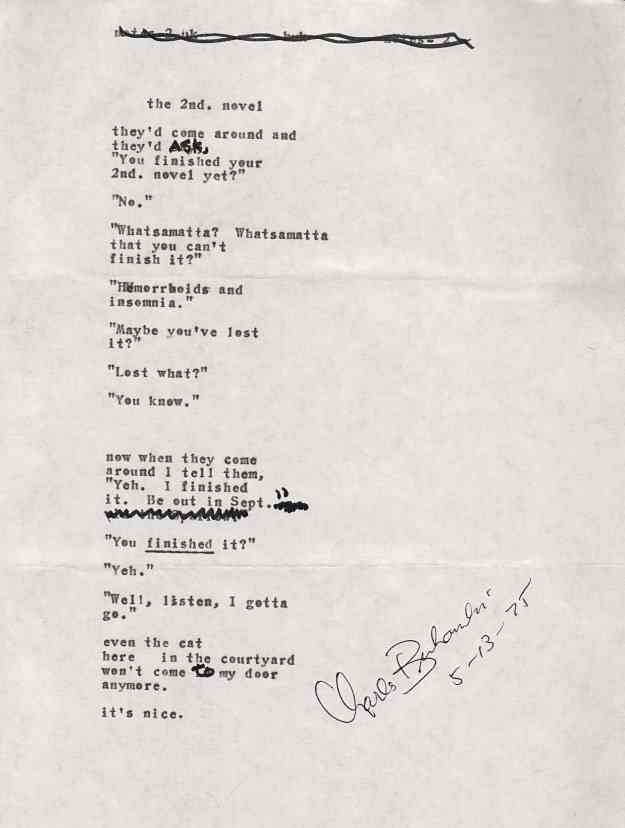 the 2nd. novel
they'd come around and
they'd ASK,
"You finished your
2nd. novel yet?"
"No."
"Whatsamatta? Whatsamatta
that you can't
finish it?"
"Hemorrhoids and
insomnia."
"Maybe you've lost
it?"
"Lost what?"
"You know."
now when they come
around I tell them,
"Yeh. I finished
it. Be out in Sept."
"You finished it?"
"Yeh."
"Well, listen, I gotta
go."
even the cat
here in the courtyard
won't come to my door
anymore.
it's nice.
Charles Bukowski
5-13-75